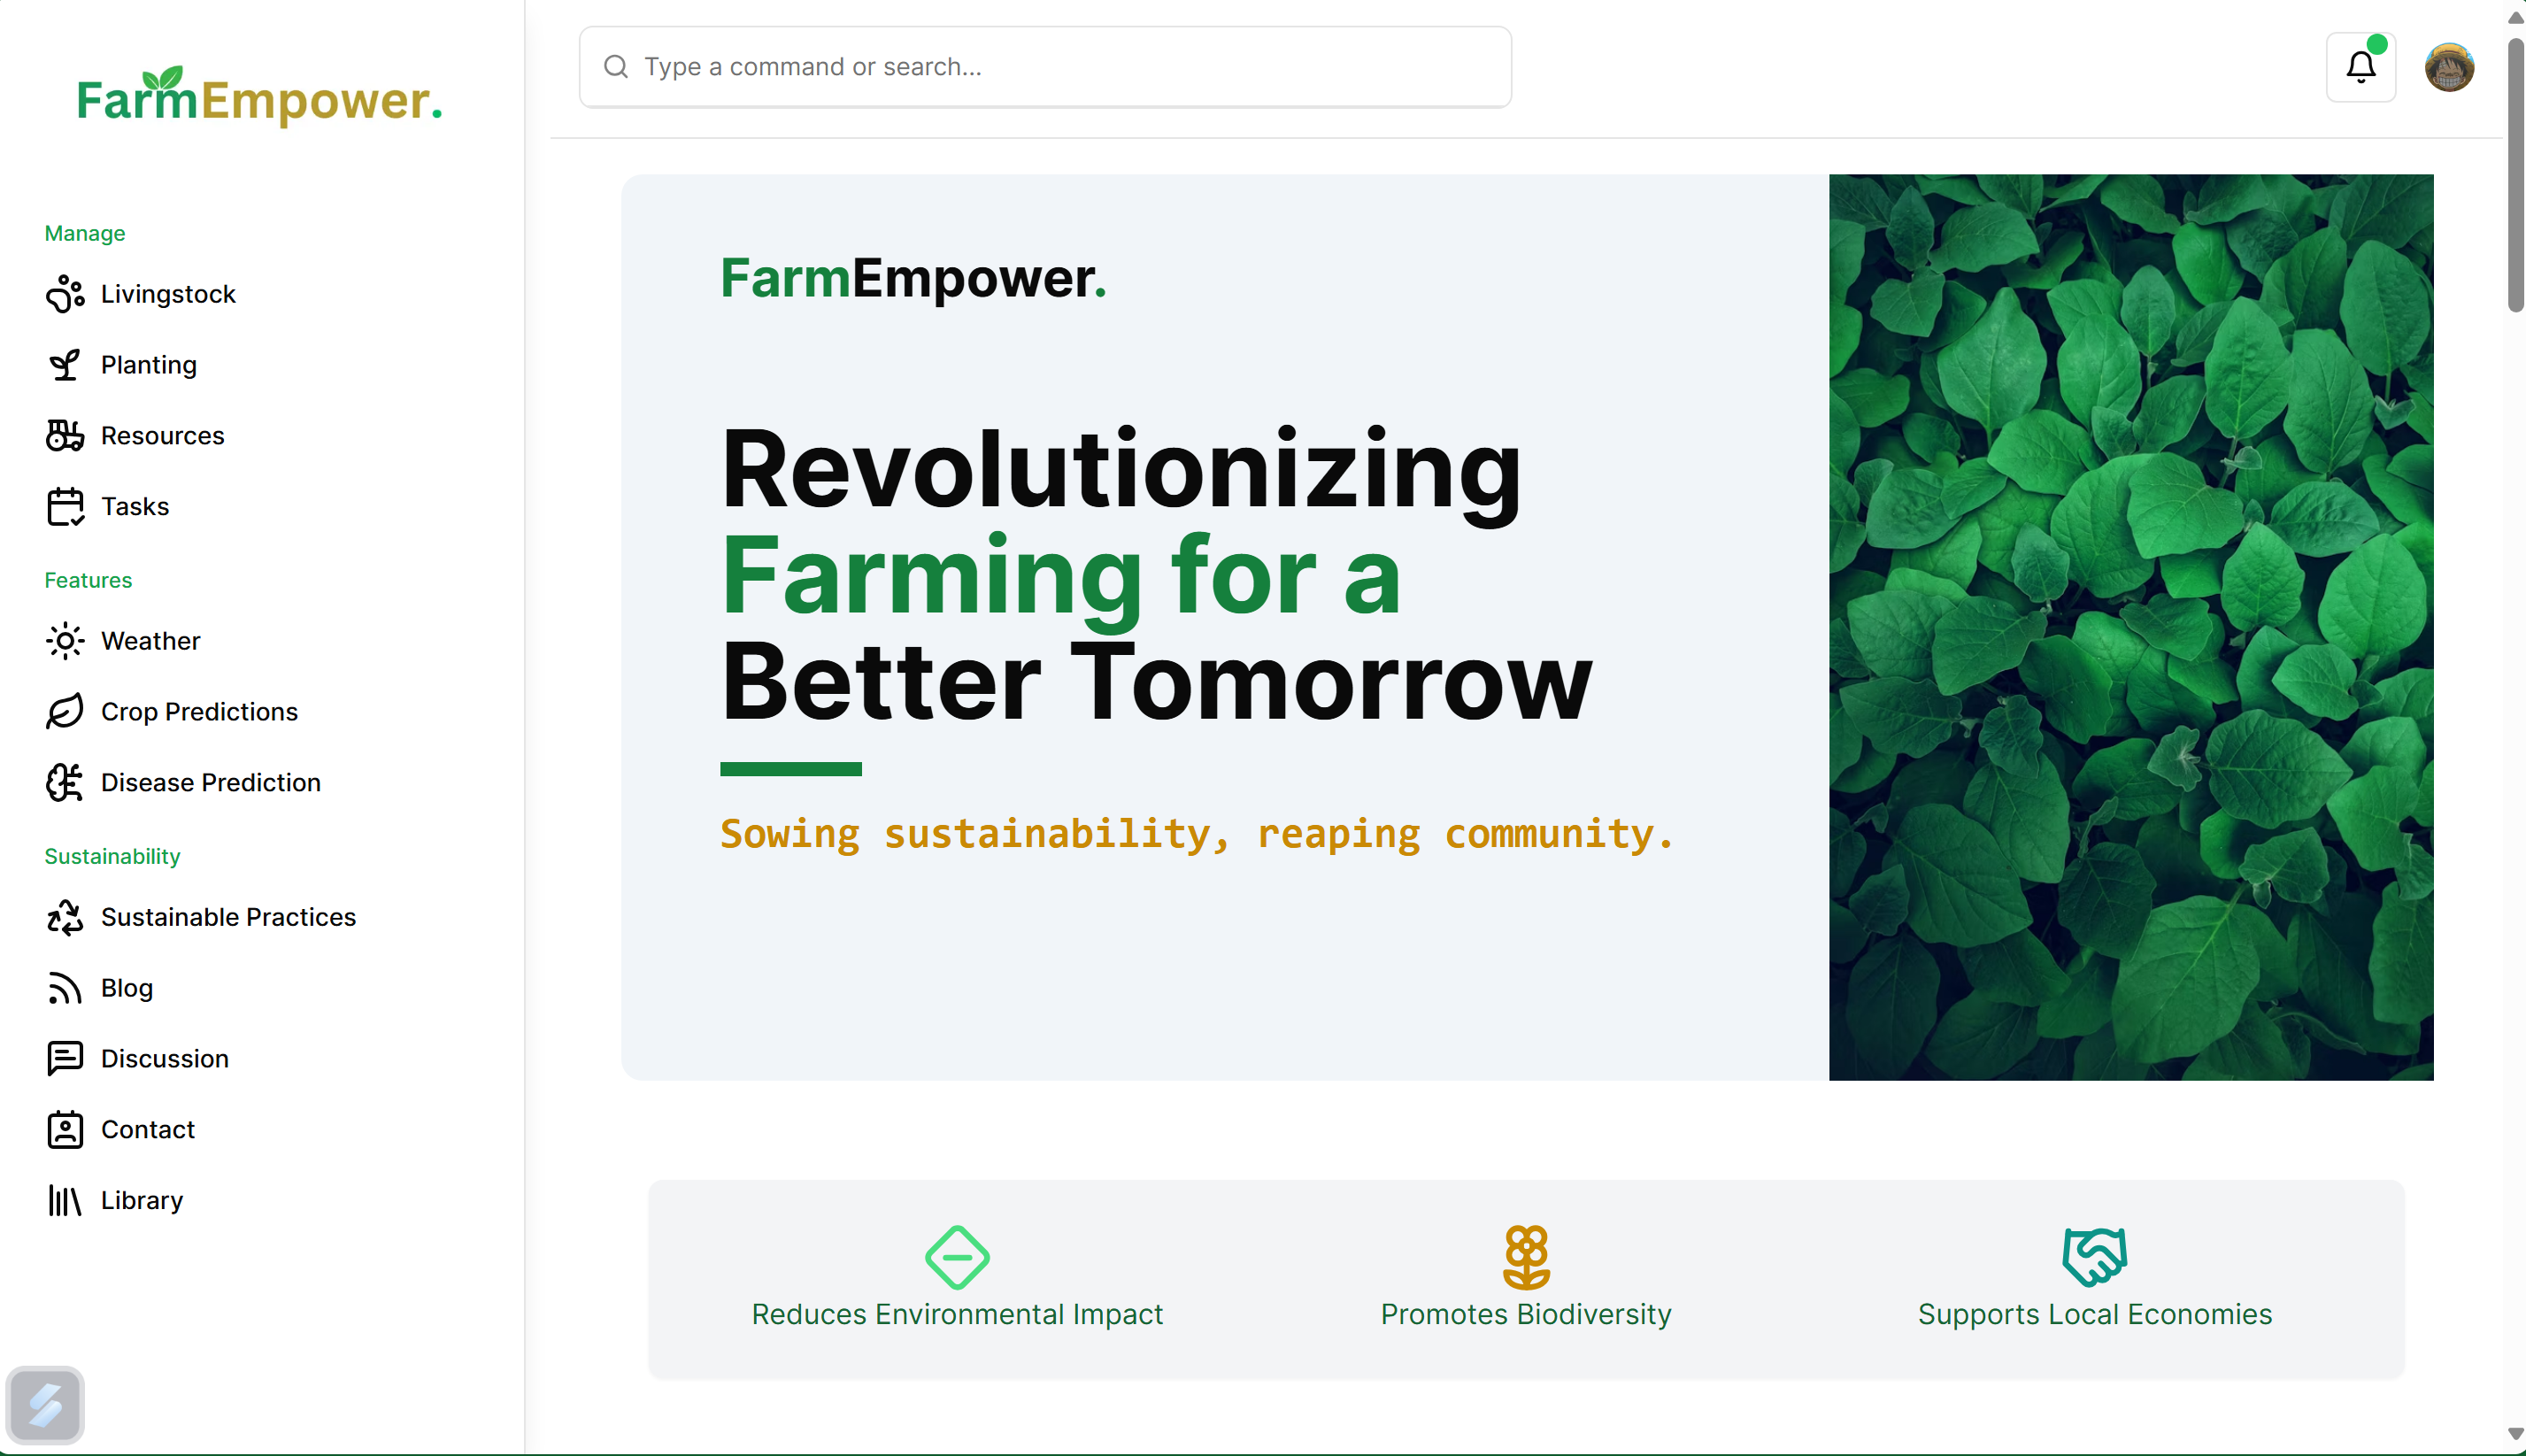 FarmEmpower.
Manage
Livingstock
Planting
Resources
Tasks
Features
Weather
Crop Predictions
Disease Prediction
Sustainability
Sustainable Practices
Blog
Discussion
Contact
Library
Type a command or search...
FarmEmpower.
Revolutionizing
Farming for a
Better Tomorrow
Sowing sustainability, reaping community.
Reduces Environmental Impact
Promotes Biodiversity
Supports Local Economies